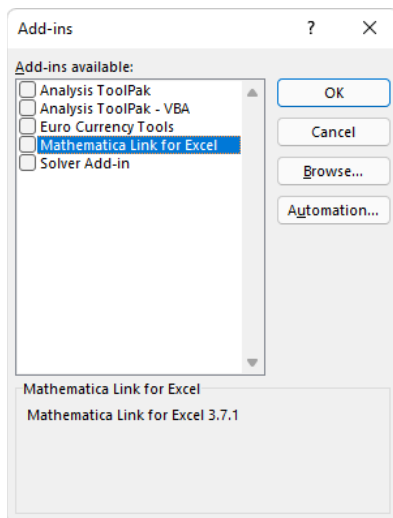 Add-ins ?
Add-ins available:
Analysis ToolPak
Analysis ToolPak - VBA
Euro Currency Tools
Mathematica Link for Excel
Solver Add-in
OK
Cancel
Browse...
Automation...
Mathematica Link for Excel
Mathematica Link for Excel 3.7.1